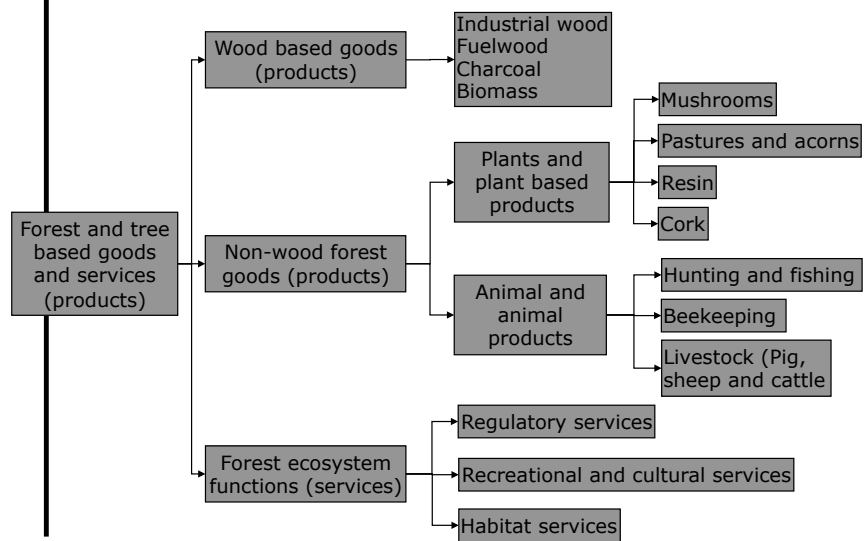 Forest and tree
based goods
and services
(products)
Wood based goods
(products)
Industrial wood
Fuelwood
Charcoal
Biomass
Non-wood forest
goods (products)
Plants and
plant based
products
Mushrooms
Pastures and acorns
Resin
Cork
Animal and
animal
products
Hunting and fishing
Beekeeping
Livestock (Pig,
sheep and cattle
Forest ecosystem
functions (services)
Regulatory services
Recreational and cultural services
Habitat services